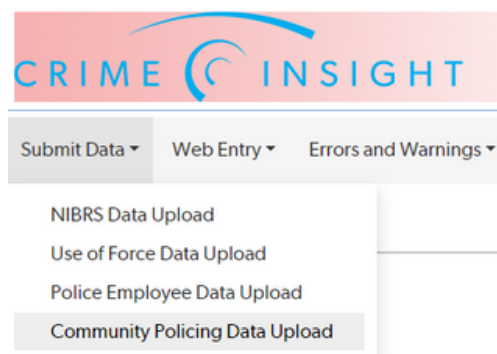 CRIME INSIGHT
Submit Data Web Entry Errors and Warnings
NIBRS Data Upload
Use of Force Data Upload
Police Employee Data Upload
Community Policing Data Upload